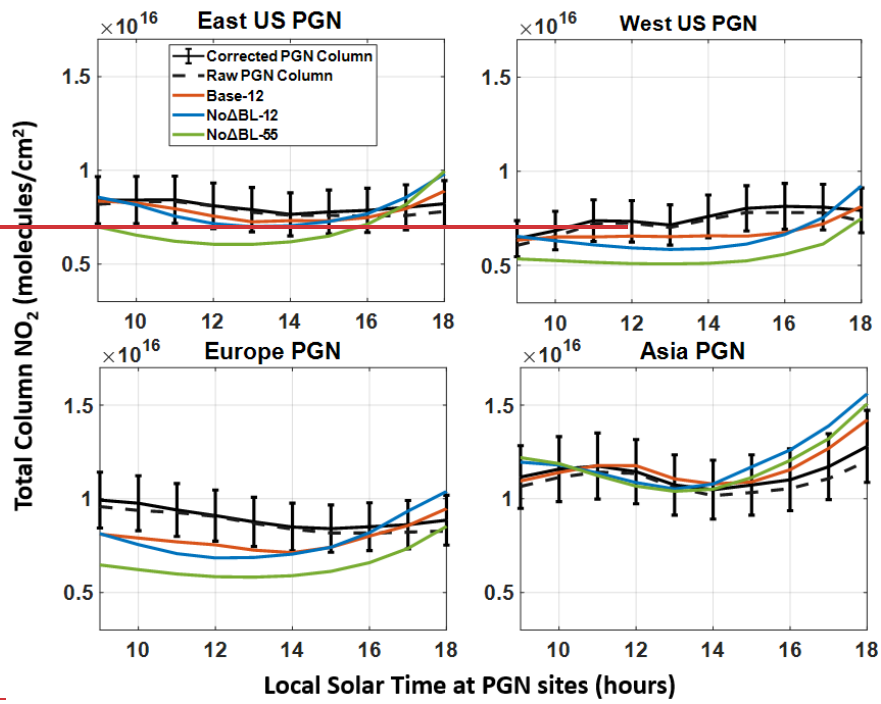 East US PGN
×10^16
1.5
1
0.5
10 12 14 16 18
Corrected PGN Column
Raw PGN Column
Base-12
NoΔBL-12
NoΔBL-55
West US PGN
×10^16
1.5
1
0.5
10 12 14 16 18
Total Column NO₂ (molecules/cm²)
Europe PGN
×10^16
1.5
1
0.5
10 12 14 16 18
Asia PGN
×10^16
1.5
1
0.5
10 12 14 16 18
Local Solar Time at PGN sites (hours)